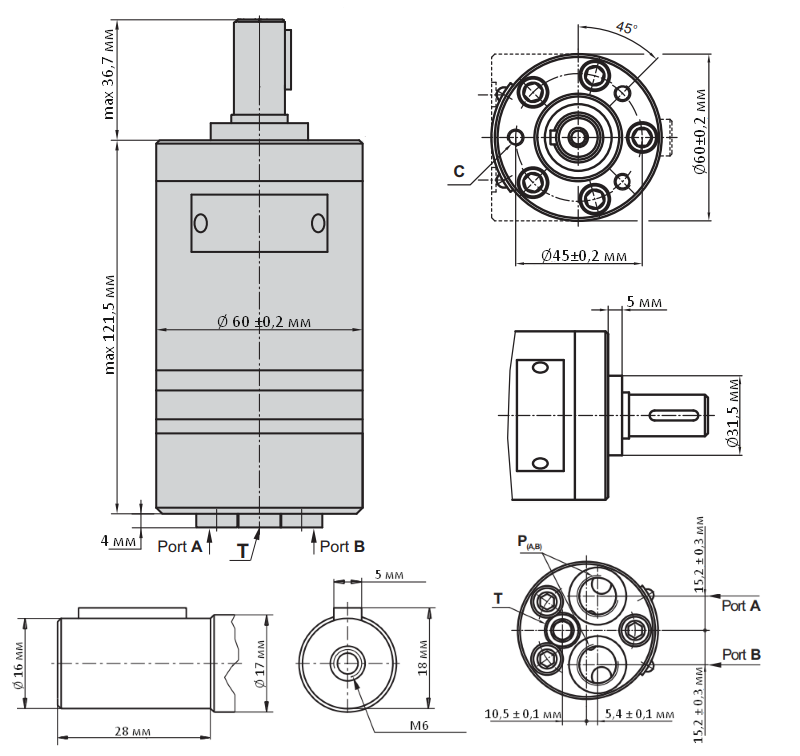 max 36,7 мм
45°
C
Ø60±0,2 мм
Ø45±0,2 мм
max 121,5 мм
Ø 60 ±0,2 мм
5 мм
Ø31,5 мм
4 мм
Port A
T
Port B
P(A,B)
T
15,2 ± 0,3 мм
Port A
Port B
15,2 ± 0,3 мм
10,5 ± 0,1 мм
5,4 ± 0,1 мм
Ø 16 мм
Ø 17 мм
28 мм
5 мм
18 мм
M6